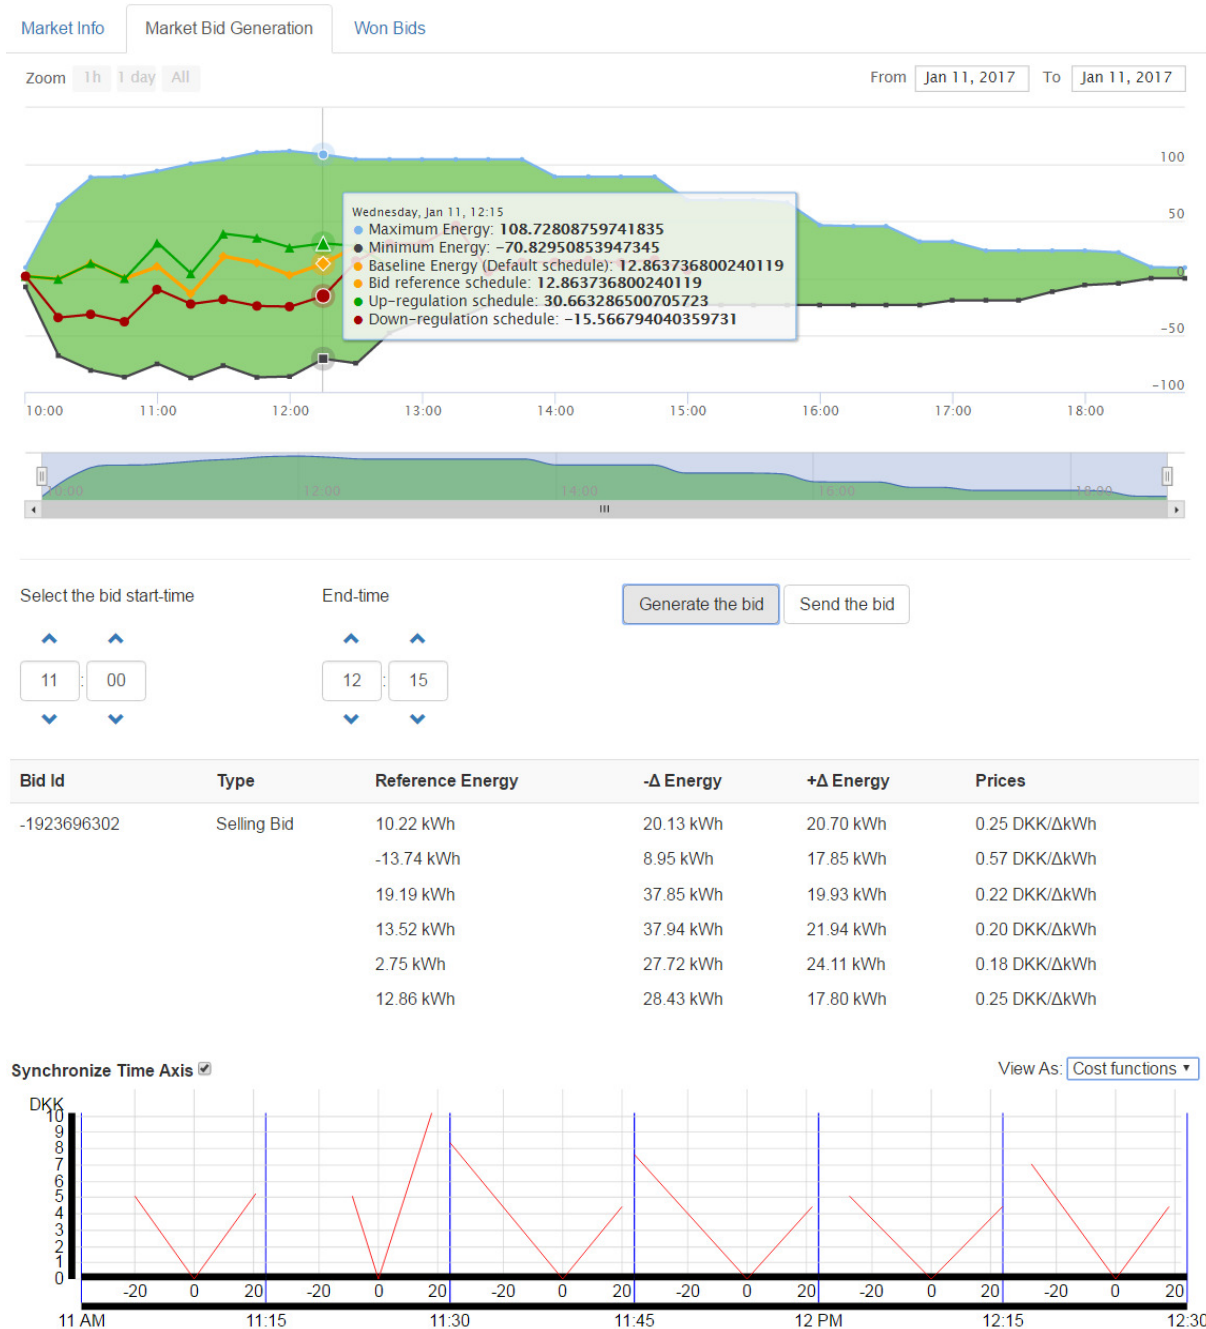 Market Info Market Bid Generation Won Bids
Zoom 1h 1 day All From Jan 11, 2017 To Jan 11, 2017
100
50
0
−50
−100
Wednesday, Jan 11, 12:15
Maximum Energy: 108.72808759741835
Minimum Energy: −70.82950853947345
Baseline Energy (Default schedule): 12.863736800240119
Bid reference schedule: 12.863736800240119
Up−regulation schedule: 30.663286500705723
Down−regulation schedule: −15.566794040359731
10:00 11:00 12:00 13:00 14:00 15:00 16:00 17:00 18:00
10:00 12:00 14:00 16:00 18:00
Select the bid start-time End-time Generate the bid Send the bid
11 : 00 12 : 15
Bid Id Type Reference Energy -Δ Energy +Δ Energy Prices
-1923696302 Selling Bid 10.22 kWh 20.13 kWh 20.70 kWh 0.25 DKK/ΔkWh
-13.74 kWh 8.95 kWh 17.85 kWh 0.57 DKK/ΔkWh
19.19 kWh 37.85 kWh 19.93 kWh 0.22 DKK/ΔkWh
13.52 kWh 37.94 kWh 21.94 kWh 0.20 DKK/ΔkWh
2.75 kWh 27.72 kWh 24.11 kWh 0.18 DKK/ΔkWh
12.86 kWh 28.43 kWh 17.80 kWh 0.25 DKK/ΔkWh
Synchronize Time Axis View As: Cost functions
DKK
10
9
8
7
6
5
4
3
2
1
0
-20 0 20 -20 0 20 -20 0 20 -20 0 20 -20 0 20 -20 0 20
11 AM 11:15 11:30 11:45 12 PM 12:15 12:30